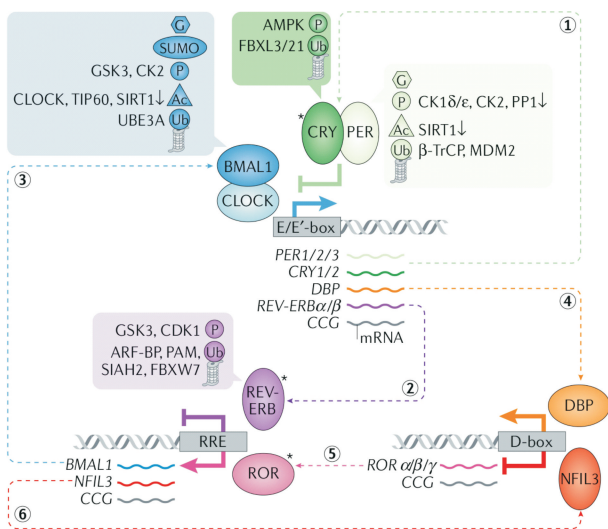 G
SUMO
GSK3, CK2 P
CLOCK, TIP60, SIRT1↓ Ac
UBE3A Ub
AMPK P
FBXL3/21 Ub
①
* CRY PER
G
P CK1δ/ε, CK2, PP1↓
Ac SIRT1↓
Ub β-TrCP, MDM2
③
BMAL1
CLOCK
E/E′-box
PER1/2/3
CRY1/2
DBP
REV-ERBα/β
CCG
mRNA
④
②
GSK3, CDK1 P
ARF-BP, PAM, Ub
SIAH2, FBXW7
*
REV-
ERB
RRE
ROR *
BMAL1
NFIL3
CCG
⑤
DBP
D-box
NFIL3
ROR α/β/γ
CCG
⑥